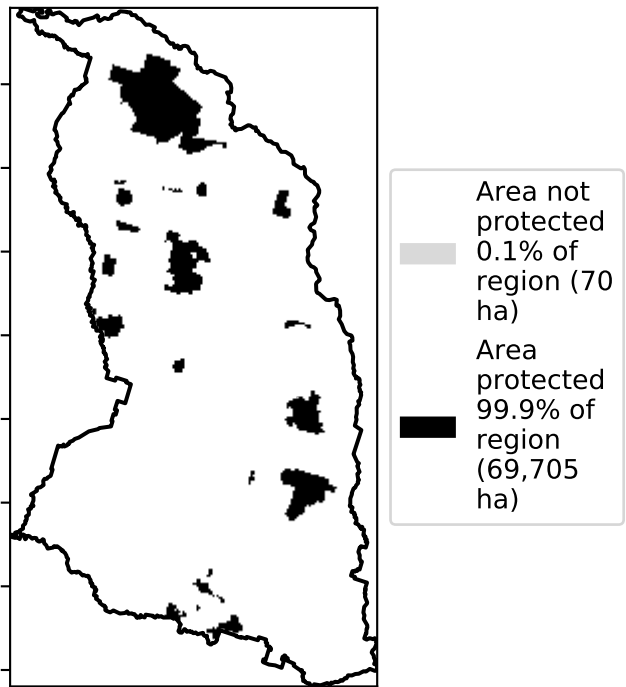 Area not
protected
0.1% of
region (70
ha)
Area
protected
99.9% of
region
(69,705
ha)